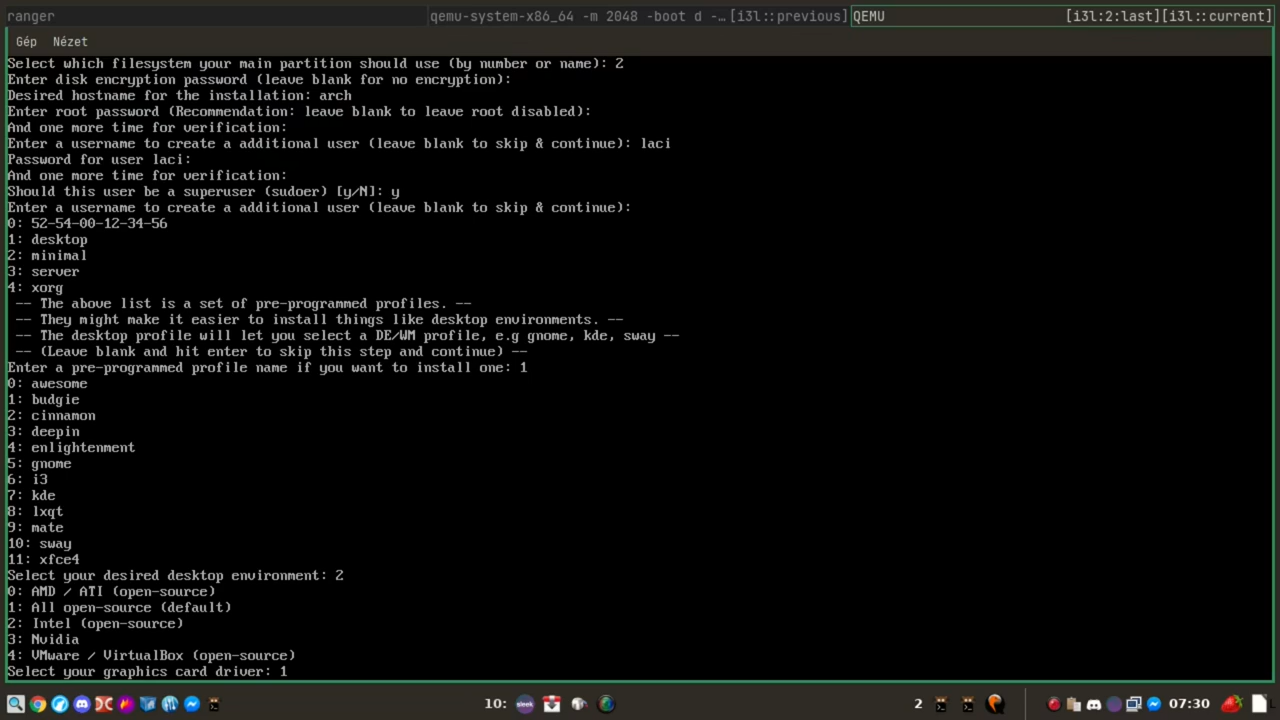 ranger
qemu-system-x86_64 -m 2048 -boot d -… [i3l::previous]
QEMU [i3l:2:last][i3l::current]
Gép Nézet
Select which filesystem your main partition should use (by number or name): 2
Enter disk encryption password (leave blank for no encryption):
Desired hostname for the installation: arch
Enter root password (Recommendation: leave blank to leave root disabled):
And one more time for verification:
Enter a username to create a additional user (leave blank to skip & continue): laci
Password for user laci:
And one more time for verification:
Should this user be a superuser (sudoer) [y/N]: y
Enter a username to create a additional user (leave blank to skip & continue):
0: 52-54-00-12-34-56
1: desktop
2: minimal
3: server
4: xorg
-- The above list is a set of pre-programmed profiles. --
-- They might make it easier to install things like desktop environments. --
-- The desktop profile will let you select a DE/WM profile, e.g gnome, kde, sway --
-- (Leave blank and hit enter to skip this step and continue) --
Enter a pre-programmed profile name if you want to install one: 1
0: awesome
1: budgie
2: cinnamon
3: deepin
4: enlightenment
5: gnome
6: i3
7: kde
8: lxqt
9: mate
10: sway
11: xfce4
Select your desired desktop environment: 2
0: AMD / ATI (open-source)
1: All open-source (default)
2: Intel (open-source)
3: Nvidia
4: VMware / VirtualBox (open-source)
Select your graphics card driver: 1
10: sleek 2 07:30